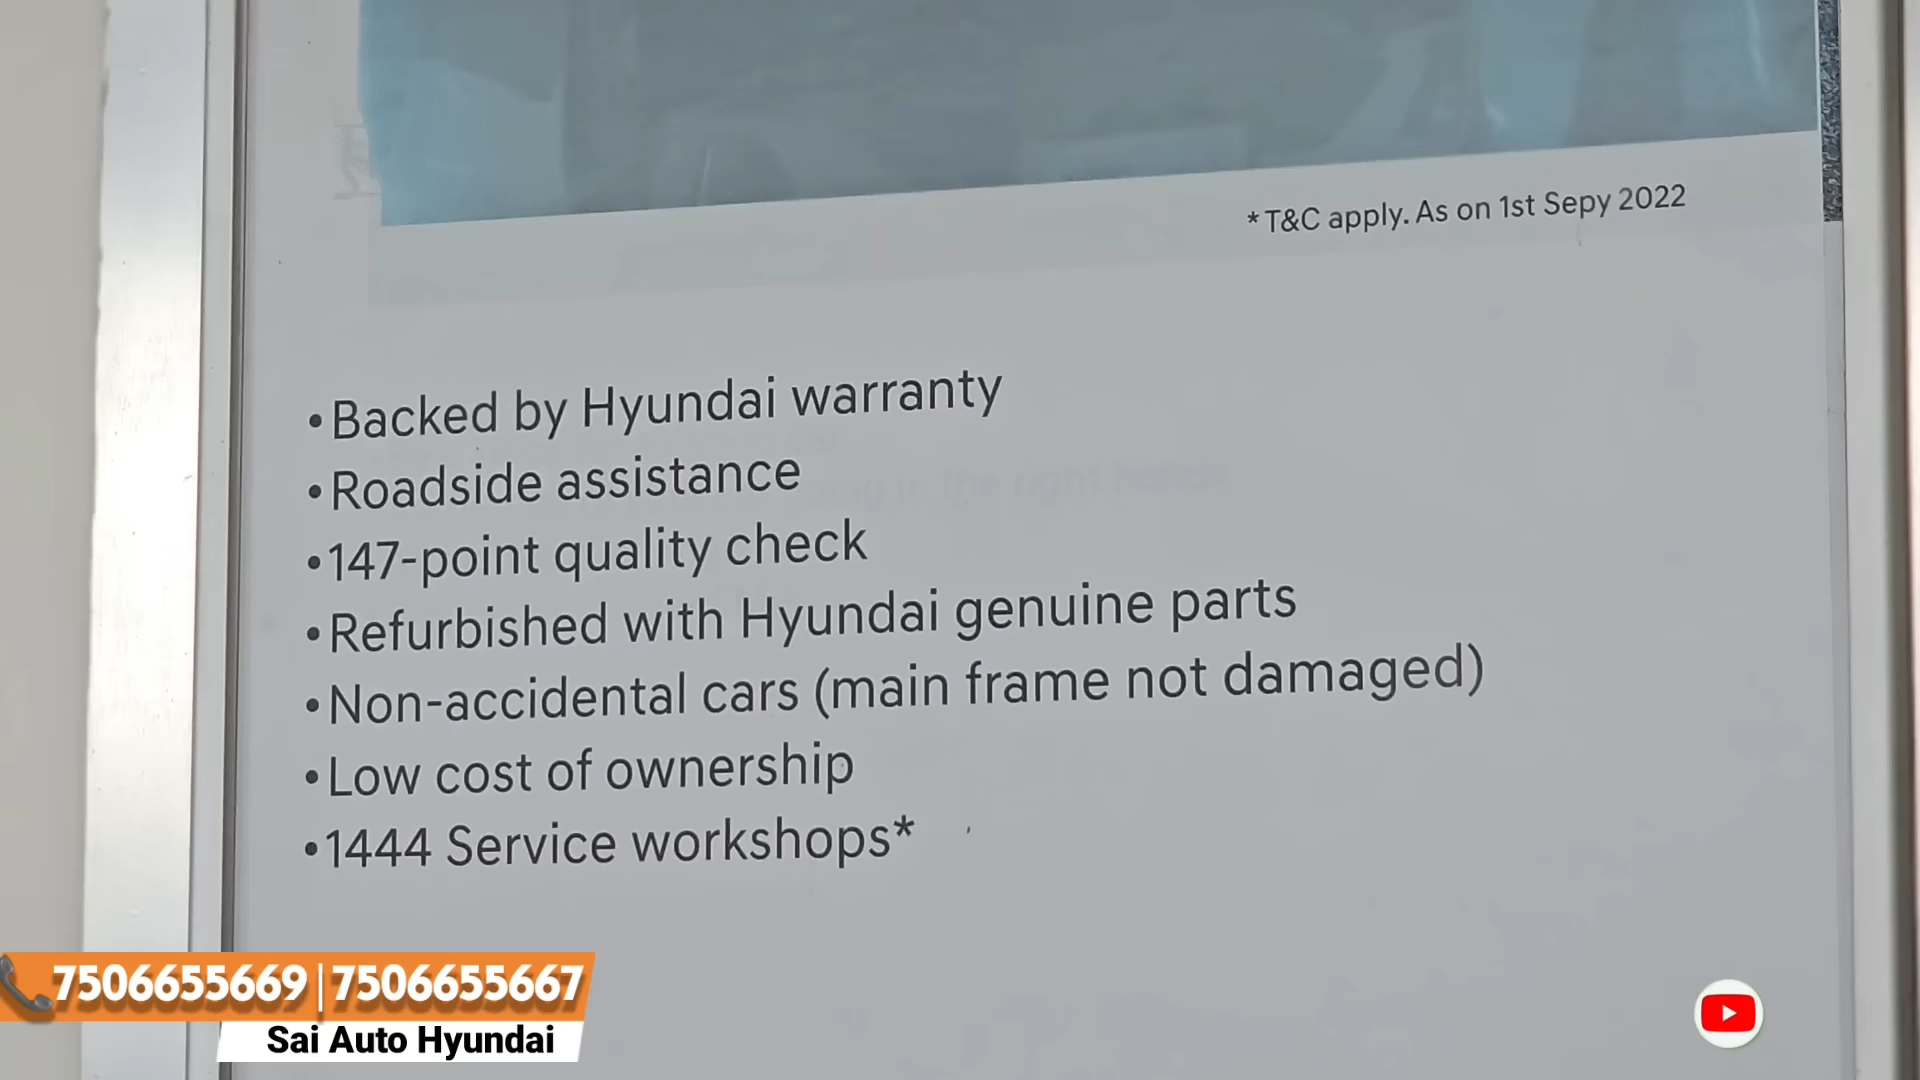 *T&C apply. As on 1st Sepy 2022
•Backed by Hyundai warranty
•Roadside assistance
•147-point quality check
•Refurbished with Hyundai genuine parts
•Non-accidental cars (main frame not damaged)
•Low cost of ownership
•1444 Service workshops*
7506655669|7506655667
Sai Auto Hyundai